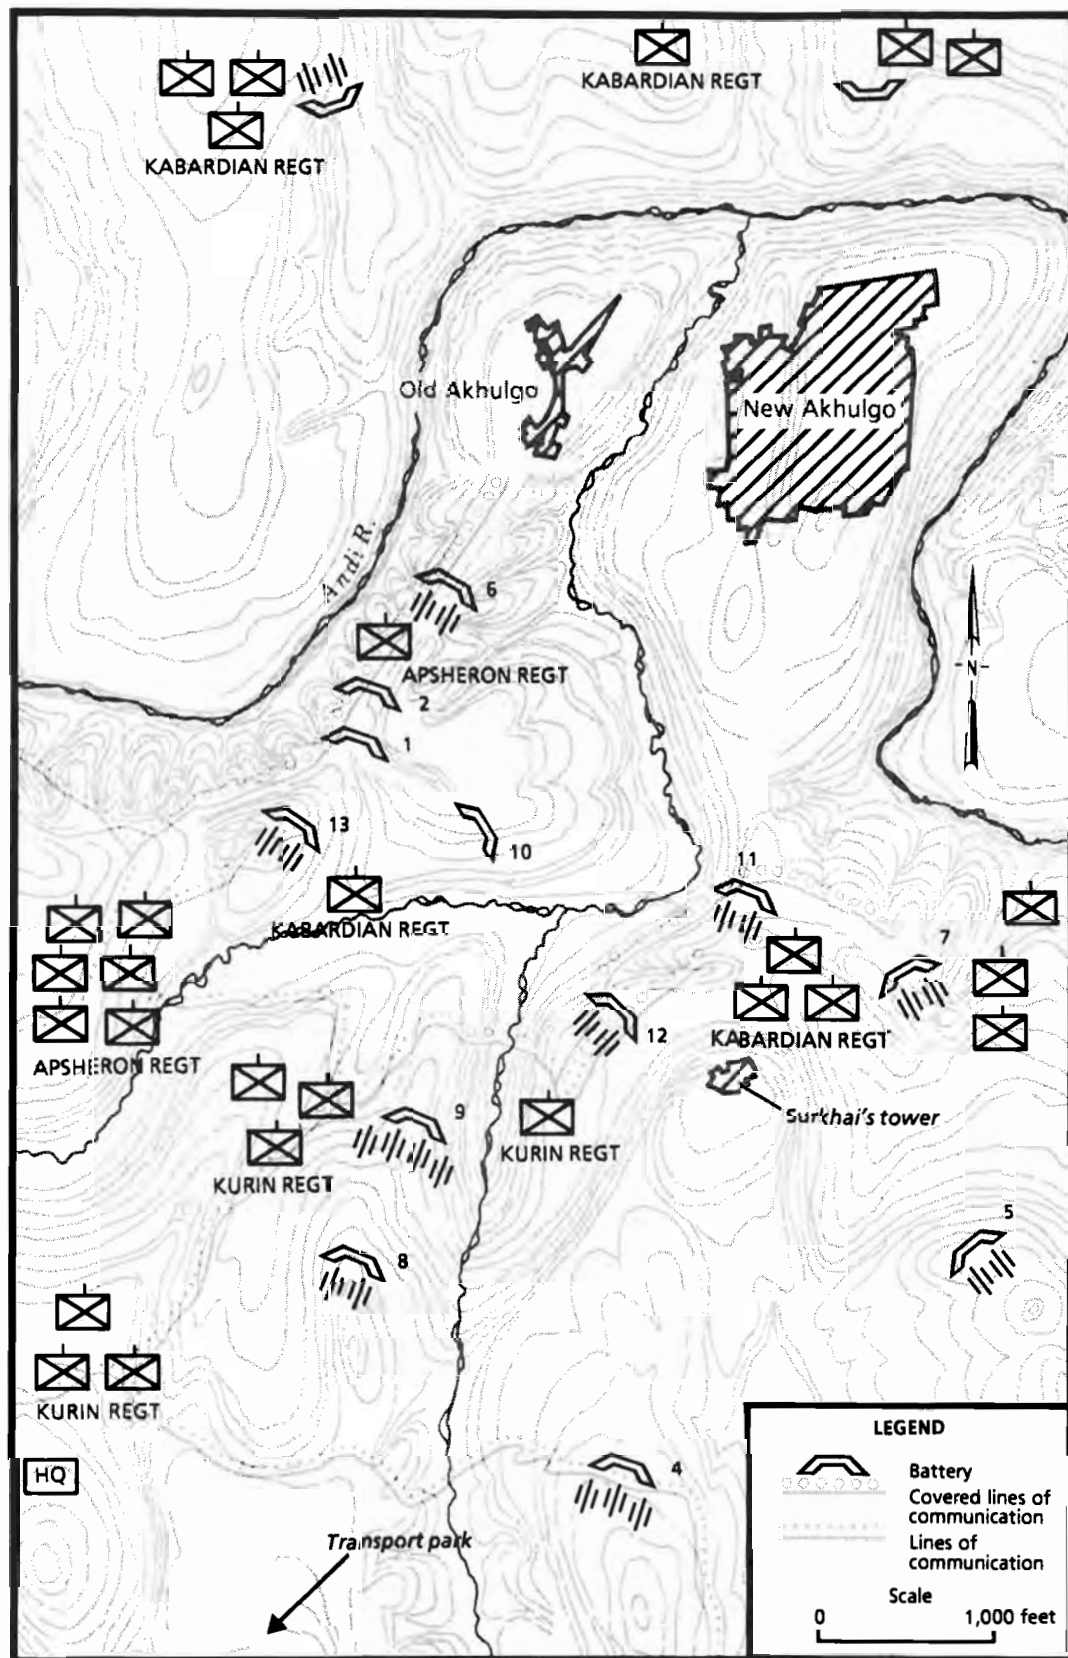 KABARDIAN REGT
KABARDIAN REGT
Old Akhulgo
New Akhulgo
Andi R.
6
APSHERON REGT
2
1
N
13
10
11
KABARDIAN REGT
7
12
KABARDIAN REGT
APSHERON REGT
Surkhai's tower
9
KURIN REGT
KURIN REGT
5
8
KURIN REGT
HQ
4
Transport park
LEGEND
Battery
Covered lines of
communication
Lines of
communication
Scale
0 1,000 feet